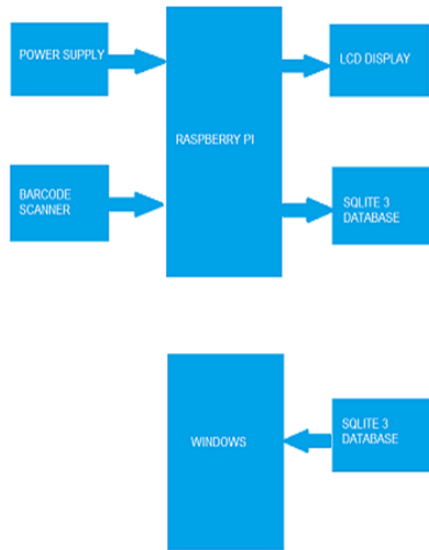 POWER SUPPLY
LCD DISPLAY
RASPBERRY PI
BARCODE
SCANNER
SQLITE 3
DATABASE
WINDOWS
SQLITE 3
DATABASE